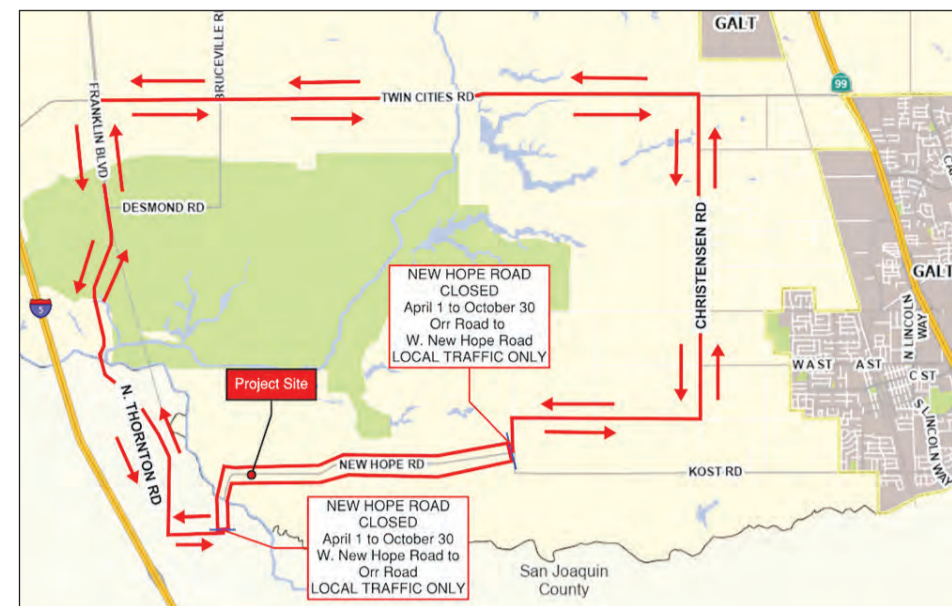 GALT
99
BRUCEVILLE RD
FRANKLIN BLVD
TWIN CITIES RD
DESMOND RD
CHRISTENSEN RD
NEW HOPE ROAD
CLOSED
April 1 to October 30
Orr Road to
W. New Hope Road
LOCAL TRAFFIC ONLY
GALT
5
N LINCOLN
WAY
W A ST
A ST
C ST
Project Site
N. THORNTON RD
S LINCOLN WAY
NEW HOPE RD
KOST RD
NEW HOPE ROAD
CLOSED
April 1 to October 30
W. New Hope Road to
Orr Road
LOCAL TRAFFIC ONLY
San Joaquin
County